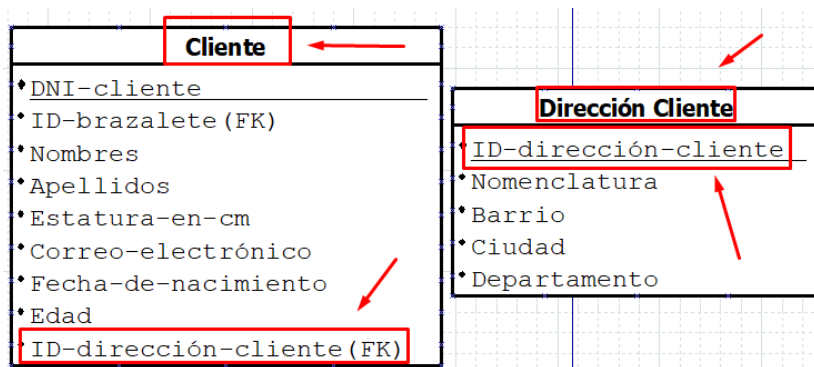 Cliente
DNI-cliente
ID-brazalete(FK)
Nombres
Apellidos
Estatura-en-cm
Correo-electrónico
Fecha-de-nacimiento
Edad
ID-dirección-cliente(FK)
Dirección Cliente
ID-dirección-cliente
Nomenclatura
Barrio
Ciudad
Departamento